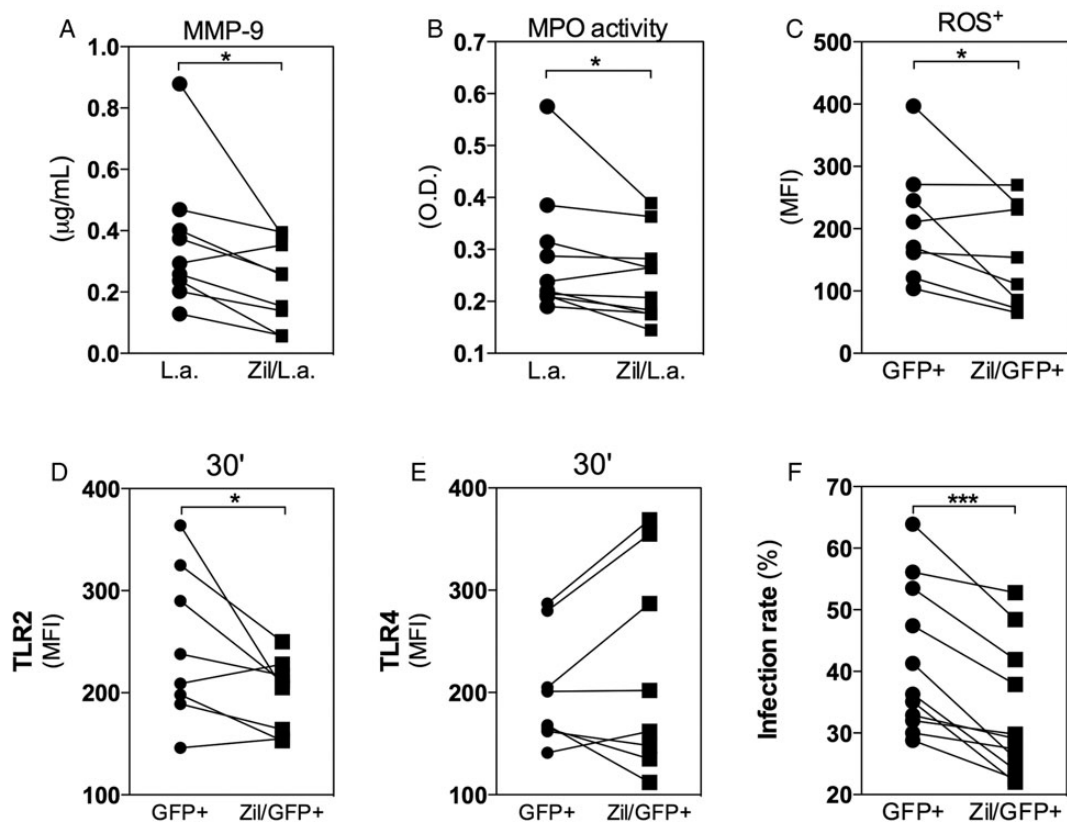 A MMP-9
*
1.0
0.8
0.6
0.4
0.2
0.0
(µg/mL)
L.a. Zil/L.a.
B MPO activity
*
0.7
0.6
0.5
0.4
0.3
0.2
0.1
(O.D.)
L.a. Zil/L.a.
C ROS+
*
500
400
300
200
100
0
(MFI)
GFP+ Zil/GFP+
D 30'
*
400
300
200
100
TLR2
(MFI)
GFP+ Zil/GFP+
E 30'
400
300
200
100
TLR4
(MFI)
GFP+ Zil/GFP+
F
***
70
60
50
40
30
20
Infection rate (%)
GFP+ Zil/GFP+